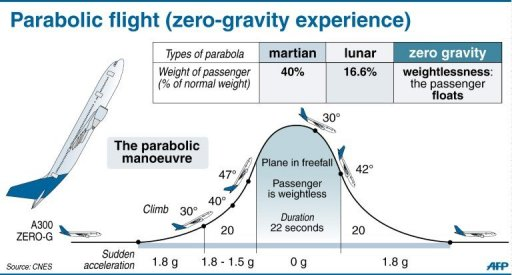 Parabolic flight (zero-gravity experience)
Types of parabola martian lunar zero gravity
Weight of passenger 40% 16.6% weightlessness:
(% of normal weight) the passenger
floats
The parabolic
manoeuvre
30°
47°
42°
Plane in freefall
Passenger
is weightless
Climb 30° 40°
Duration
22 seconds
20 20
A300
ZERO-G
Sudden
acceleration 1.8 g 1.8 - 1.5 g 0 g 1.8 g
Source: CNES
AFP